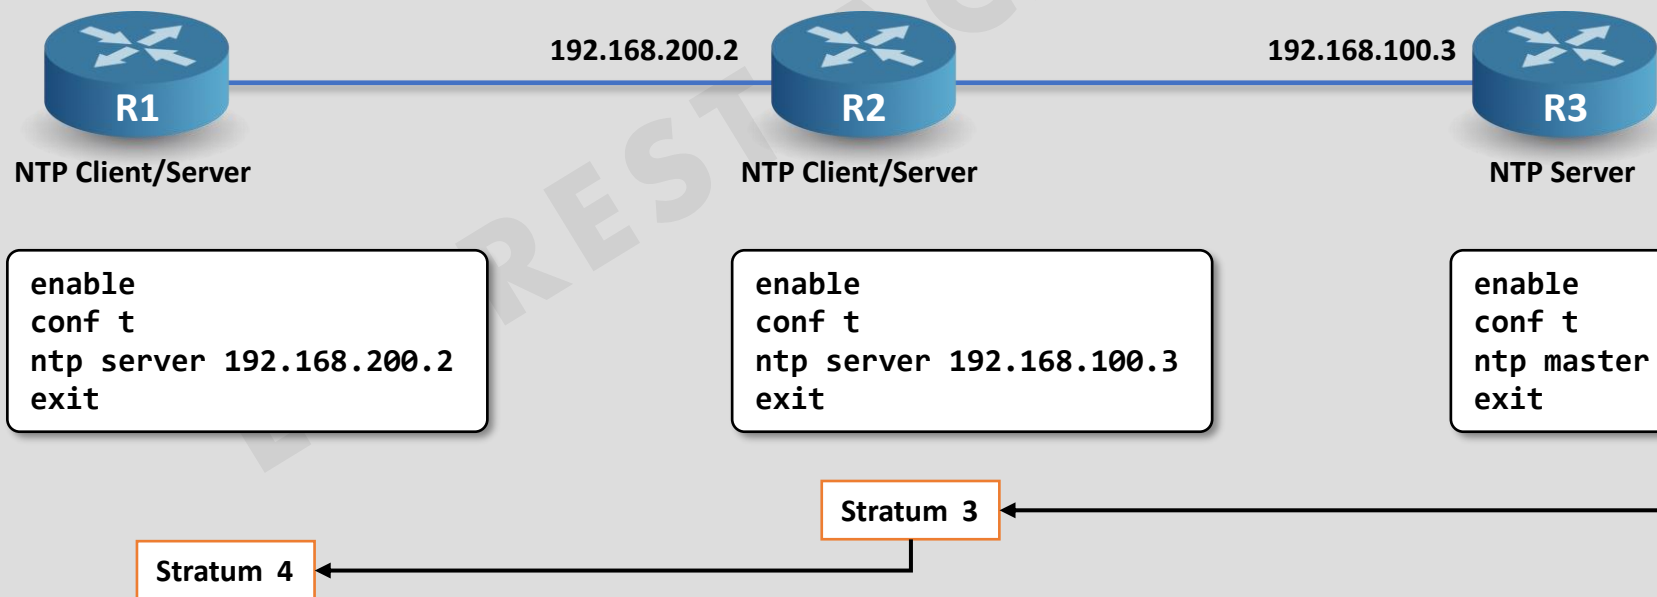 192.168.200.2
192.168.100.3
R1
R2
R3
NTP Client/Server
NTP Client/Server
NTP Server
enable
conf t
ntp server 192.168.200.2
exit
enable
conf t
ntp server 192.168.100.3
exit
enable
conf t
ntp master
exit
Stratum 3
Stratum 4